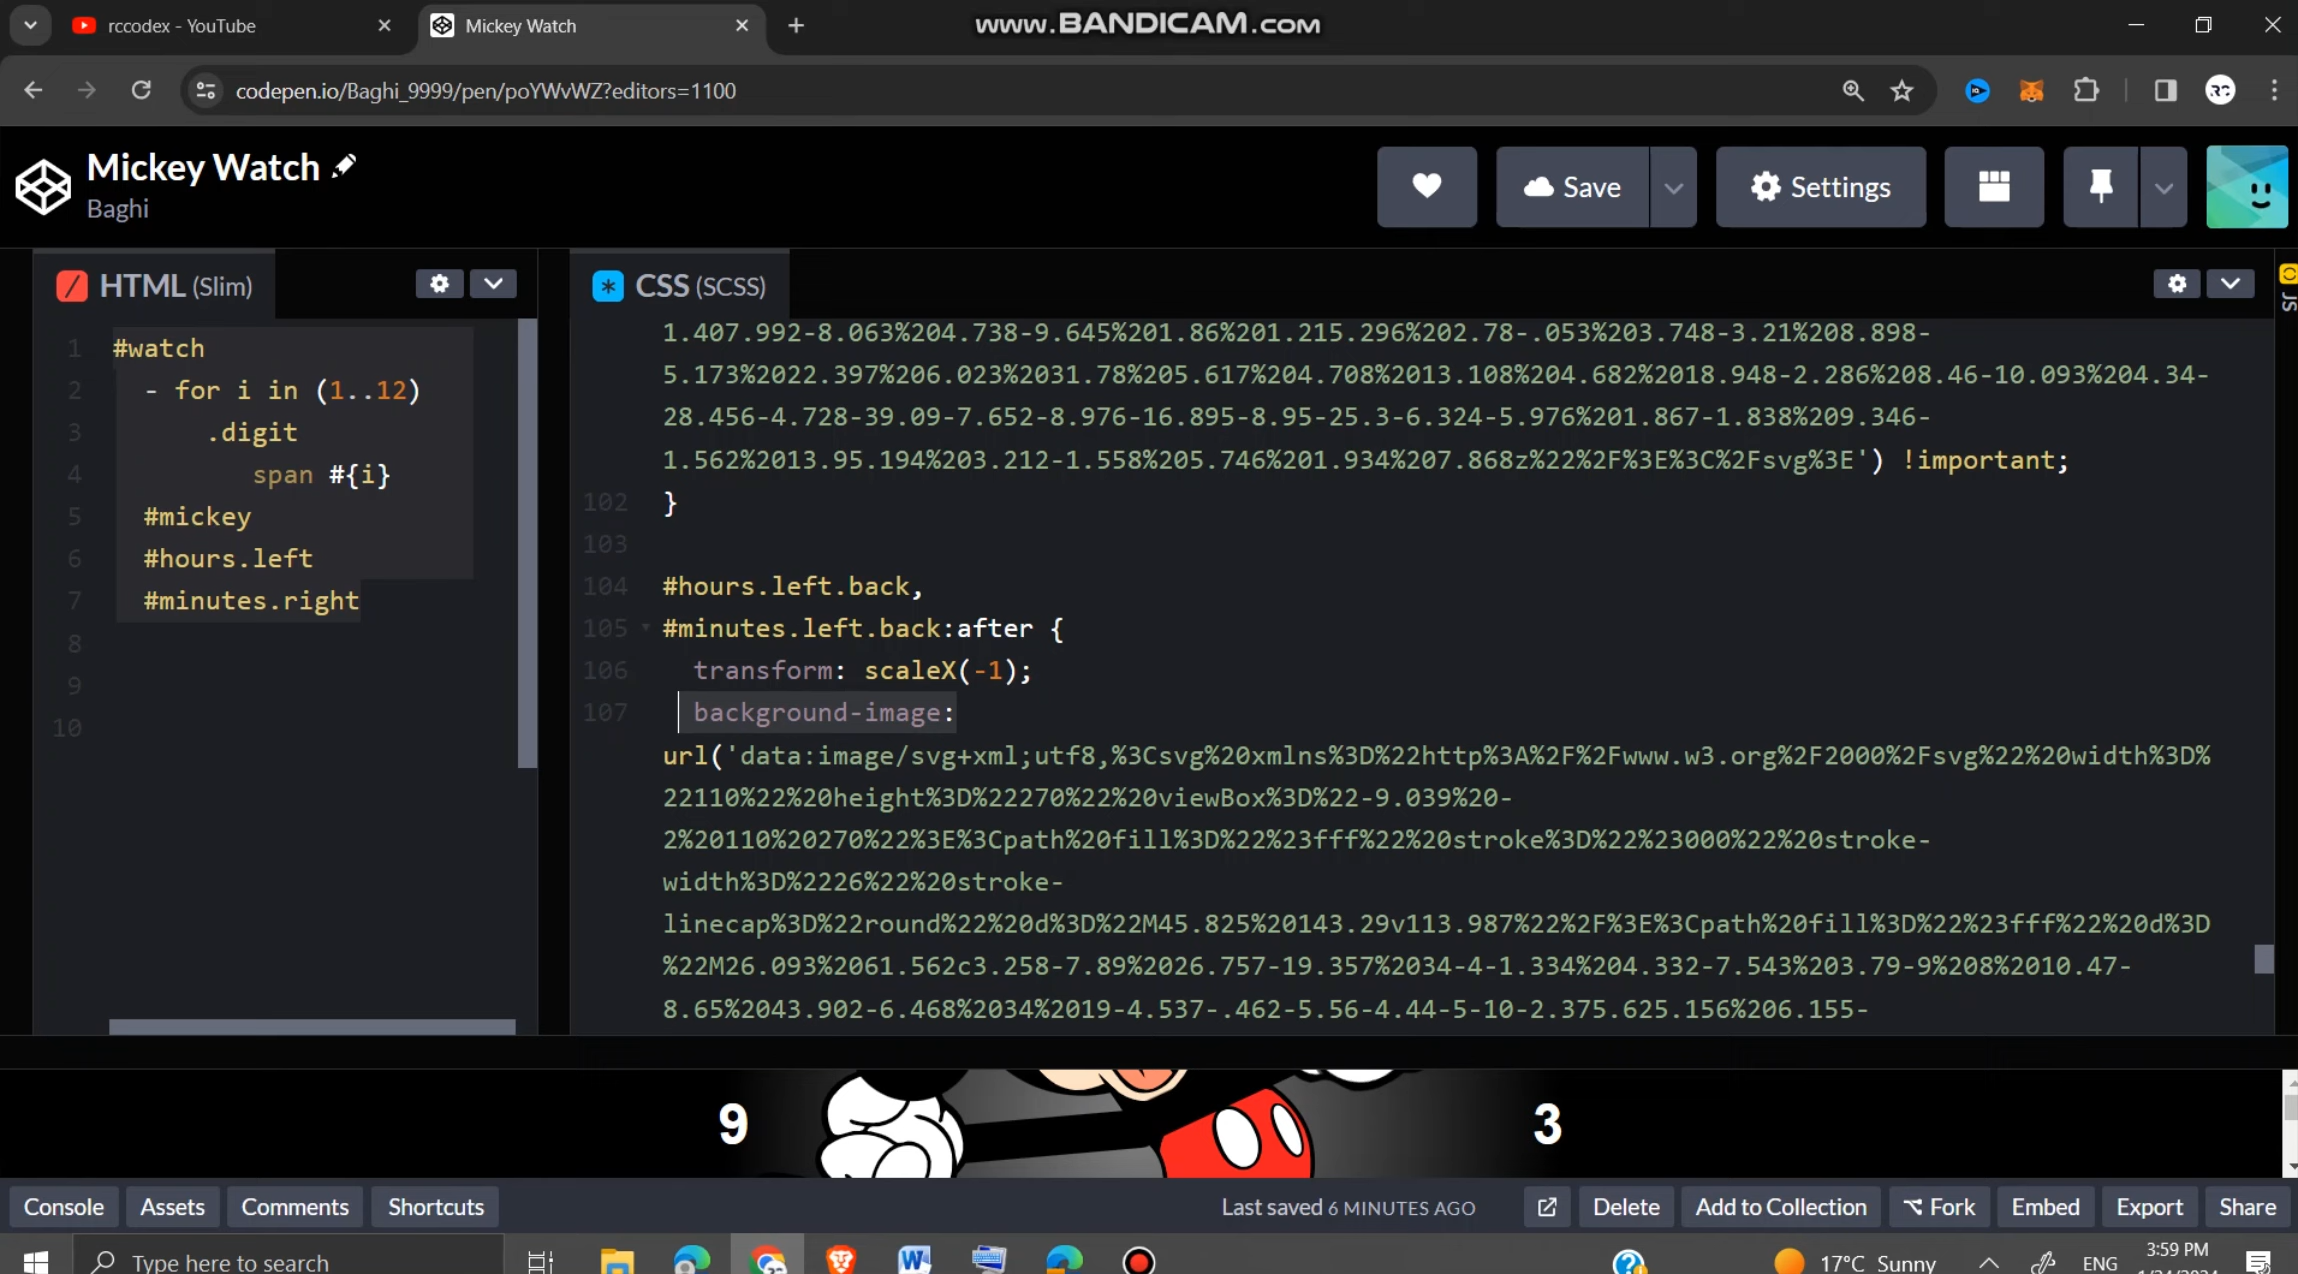 rccodex - YouTube
Mickey Watch
www.BANDICAM.com
codepen.io/Baghi_9999/pen/poYWvWZ?editors=1100
Mickey Watch
Baghi
Save
Settings
HTML (Slim)
1 #watch
2 - for i in (1..12)
3 .digit
4 span #{i}
5 #mickey
6 #hours.left
7 #minutes.right
8
9
10
CSS (SCSS)
JS
1.407.992-8.063%204.738-9.645%201.86%201.215.296%202.78-.053%203.748-3.21%208.898-
5.173%2022.397%206.023%2031.78%205.617%204.708%2013.108%204.682%2018.948-2.286%208.46-10.093%204.34-
28.456-4.728-39.09-7.652-8.976-16.895-8.95-25.3-6.324-5.976%201.867-1.838%209.346-
1.562%2013.95.194%203.212-1.558%205.746%201.934%207.868z%22%2F%3E%3C%2Fsvg%3E') !important;
102 }
103
104 #hours.left.back,
105 #minutes.left.back:after {
106 transform: scaleX(-1);
107 background-image:
url('data:image/svg+xml;utf8,%3Csvg%20xmlns%3D%22http%3A%2F%2Fwww.w3.org%2F2000%2Fsvg%22%20width%3D%
22110%22%20height%3D%22270%22%20viewBox%3D%22-9.039%20-
2%20110%20270%22%3E%3Cpath%20fill%3D%22%23fff%22%20stroke%3D%22%23000%22%20stroke-
width%3D%2226%22%20stroke-
linecap%3D%22round%22%20d%3D%22M45.825%20143.29v113.987%22%2F%3E%3Cpath%20fill%3D%22%23fff%22%20d%3D
%22M26.093%2061.562c3.258-7.89%2026.757-19.357%2034-4-1.334%204.332-7.543%203.79-9%208%2010.47-
8.65%2043.902-6.468%2034%2019-4.537-.462-5.56-4.44-5-10-2.375.625.156%206.155-
9
3
Console
Assets
Comments
Shortcuts
Last saved 6 MINUTES AGO
Delete
Add to Collection
Fork
Embed
Export
Share
Type here to search
17°C Sunny
ENG
3:59 PM